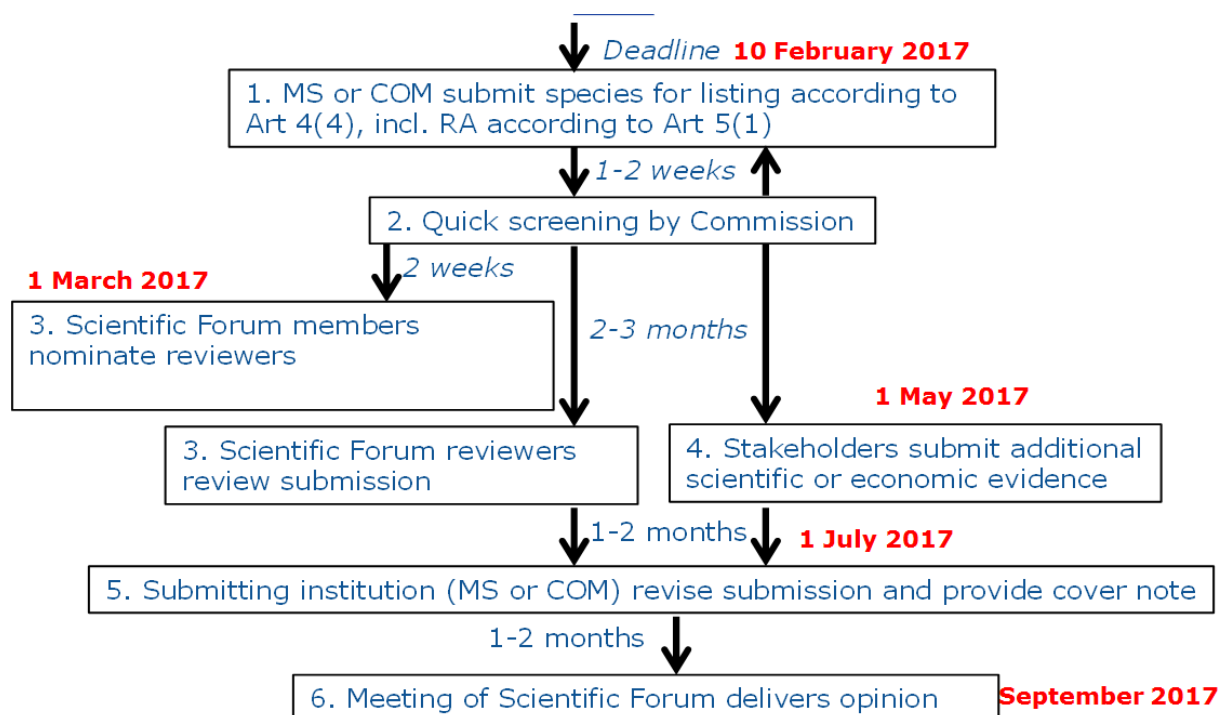 Deadline 10 February 2017
1. MS or COM submit species for listing according to
Art 4(4), incl. RA according to Art 5(1)
1-2 weeks
2. Quick screening by Commission
2 weeks
1 March 2017
3. Scientific Forum members
nominate reviewers
2-3 months
1 May 2017
3. Scientific Forum reviewers
review submission
4. Stakeholders submit additional
scientific or economic evidence
1-2 months
1 July 2017
5. Submitting institution (MS or COM) revise submission and provide cover note
1-2 months
6. Meeting of Scientific Forum delivers opinion
September 2017